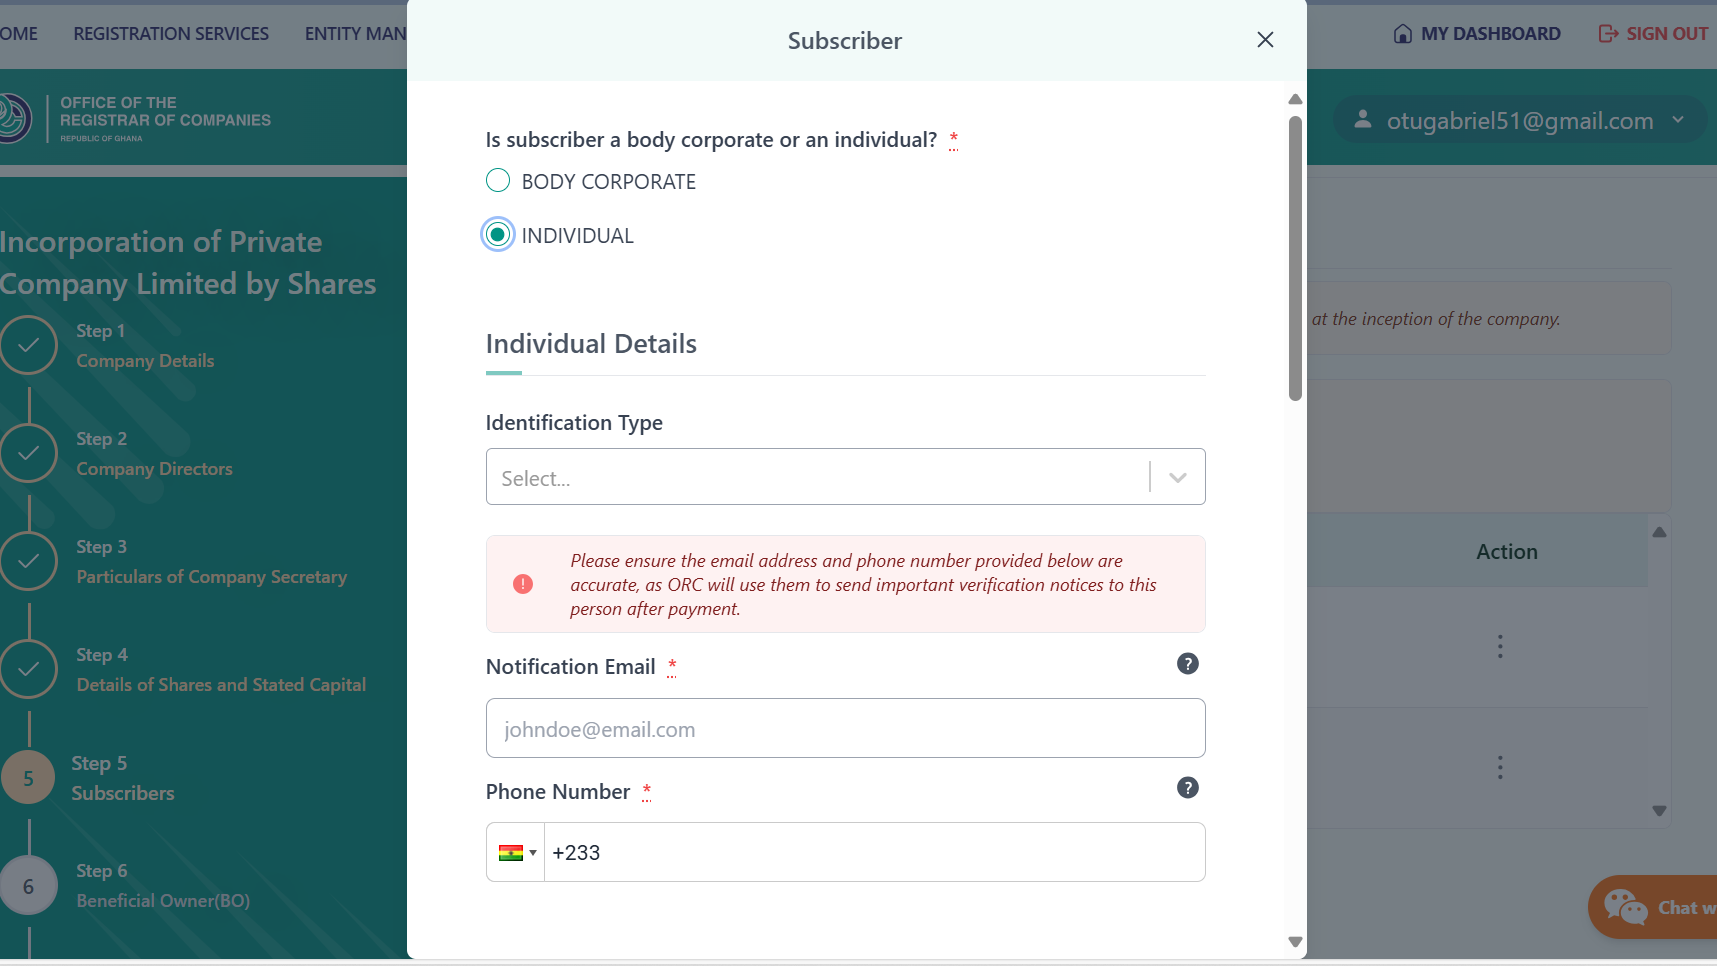 OME
REGISTRATION SERVICES
ENTITY MAN
MY DASHBOARD
SIGN OUT
OFFICE OF THE
REGISTRAR OF COMPANIES
REPUBLIC OF GHANA
otugabriel51@gmail.com
Incorporation of Private
Company Limited by Shares
Step 1
Company Details
Step 2
Company Directors
Step 3
Particulars of Company Secretary
Step 4
Details of Shares and Stated Capital
5
Step 5
Subscribers
6
Step 6
Beneficial Owner(BO)
Subscriber
Is subscriber a body corporate or an individual? *
BODY CORPORATE
INDIVIDUAL
Individual Details
Identification Type
Select...
Please ensure the email address and phone number provided below are
accurate, as ORC will use them to send important verification notices to this
person after payment.
Notification Email *
johndoe@email.com
Phone Number *
+233
at the inception of the company.
Action
Chat w